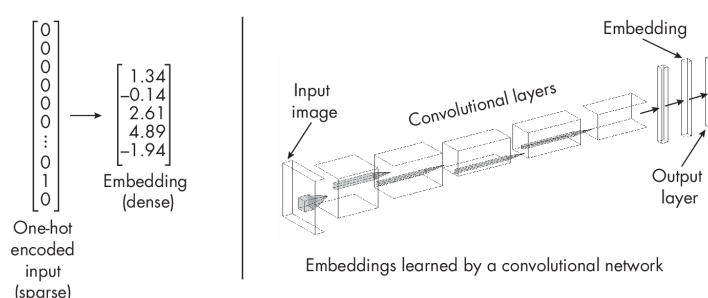 0
0
0
0
0
0
⋮
0
1
0
1.34
–0.14
2.61
4.89
–1.94
Embedding
(dense)
One-hot
encoded
input
(sparse)
Input
image
Convolutional layers
Embedding
Output
layer
Embeddings learned by a convolutional network